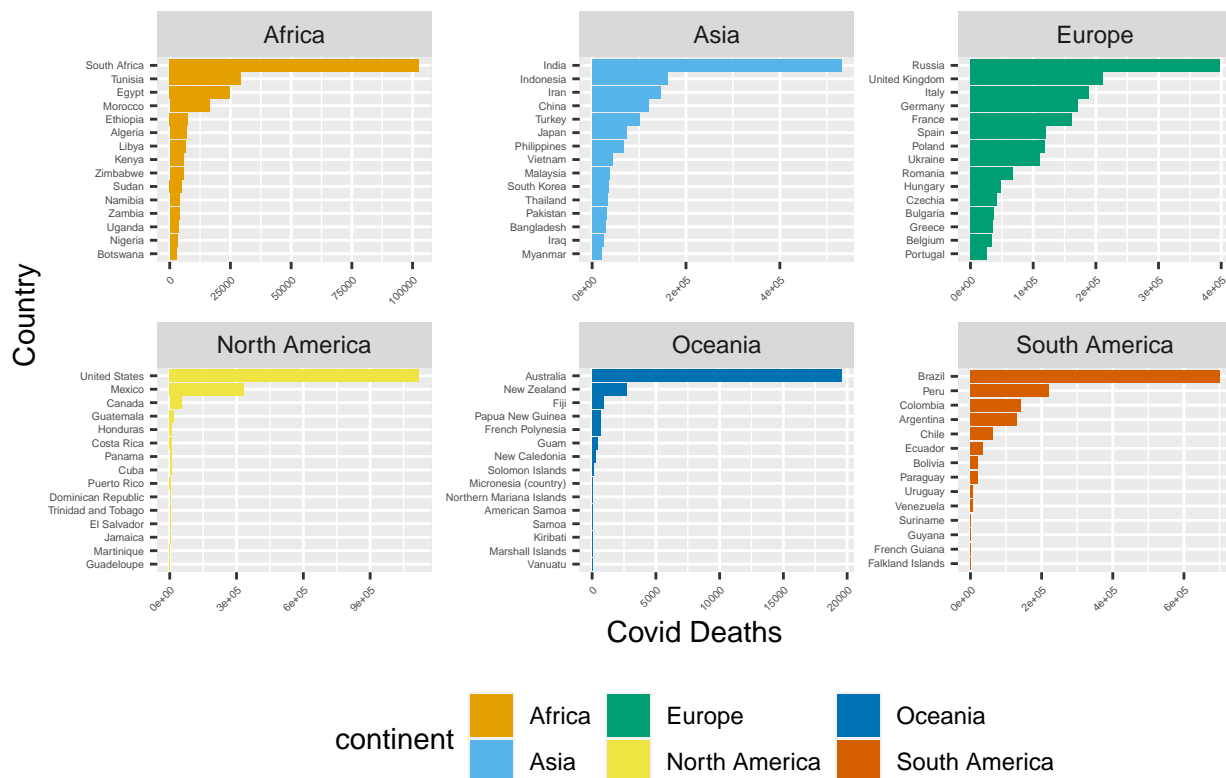 Africa
South Africa
Tunisia
Egypt
Morocco
Ethiopia
Algeria
Libya
Kenya
Zimbabwe
Sudan
Namibia
Zambia
Uganda
Nigeria
Botswana
0
25000
50000
75000
100000
Asia
India
Indonesia
Iran
China
Turkey
Japan
Philippines
Vietnam
Malaysia
South Korea
Thailand
Pakistan
Bangladesh
Iraq
Myanmar
0e+00
2e+05
4e+05
Europe
Russia
United Kingdom
Italy
Germany
France
Spain
Poland
Ukraine
Romania
Hungary
Czechia
Bulgaria
Greece
Belgium
Portugal
0e+00
1e+05
2e+05
3e+05
4e+05
Country
North America
United States
Mexico
Canada
Guatemala
Honduras
Costa Rica
Panama
Cuba
Puerto Rico
Dominican Republic
Trinidad and Tobago
El Salvador
Jamaica
Martinique
Guadeloupe
0e+00
3e+05
6e+05
9e+05
Oceania
Australia
New Zealand
Fiji
Papua New Guinea
French Polynesia
Guam
New Caledonia
Solomon Islands
Micronesia (country)
Northern Mariana Islands
American Samoa
Samoa
Kiribati
Marshall Islands
Vanuatu
0
5000
10000
15000
20000
South America
Brazil
Peru
Colombia
Argentina
Chile
Ecuador
Bolivia
Paraguay
Uruguay
Venezuela
Suriname
Guyana
French Guiana
Falkland Islands
0e+00
2e+05
4e+05
6e+05
Covid Deaths
continent
Africa
Asia
Europe
North America
Oceania
South America